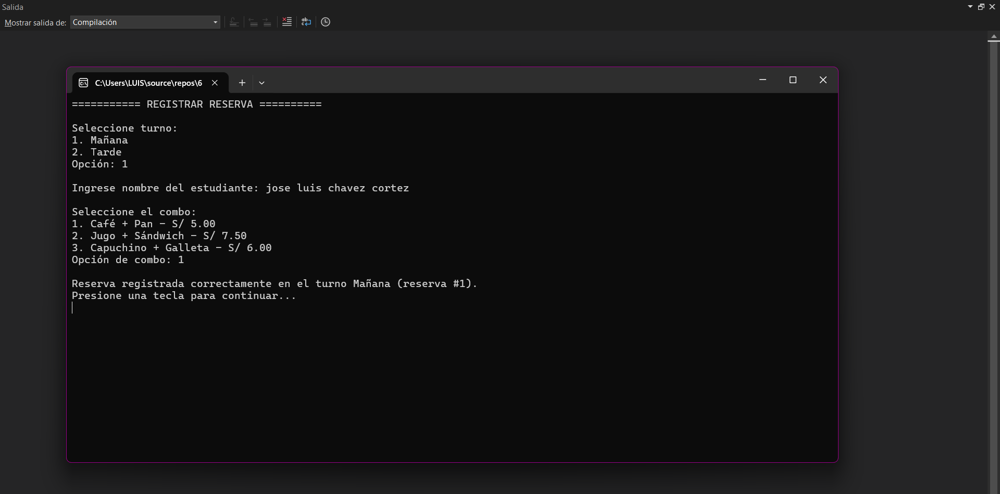 Salida
Mostrar salida de: Compilación
C:\Users\LUIS\source\repos\6
=========== REGISTRAR RESERVA ==========
Seleccione turno:
1. Mañana
2. Tarde
Opción: 1
Ingrese nombre del estudiante: jose luis chavez cortez
Seleccione el combo:
1. Café + Pan - S/ 5.00
2. Jugo + Sándwich - S/ 7.50
3. Capuchino + Galleta - S/ 6.00
Opción de combo: 1
Reserva registrada correctamente en el turno Mañana (reserva #1).
Presione una tecla para continuar...